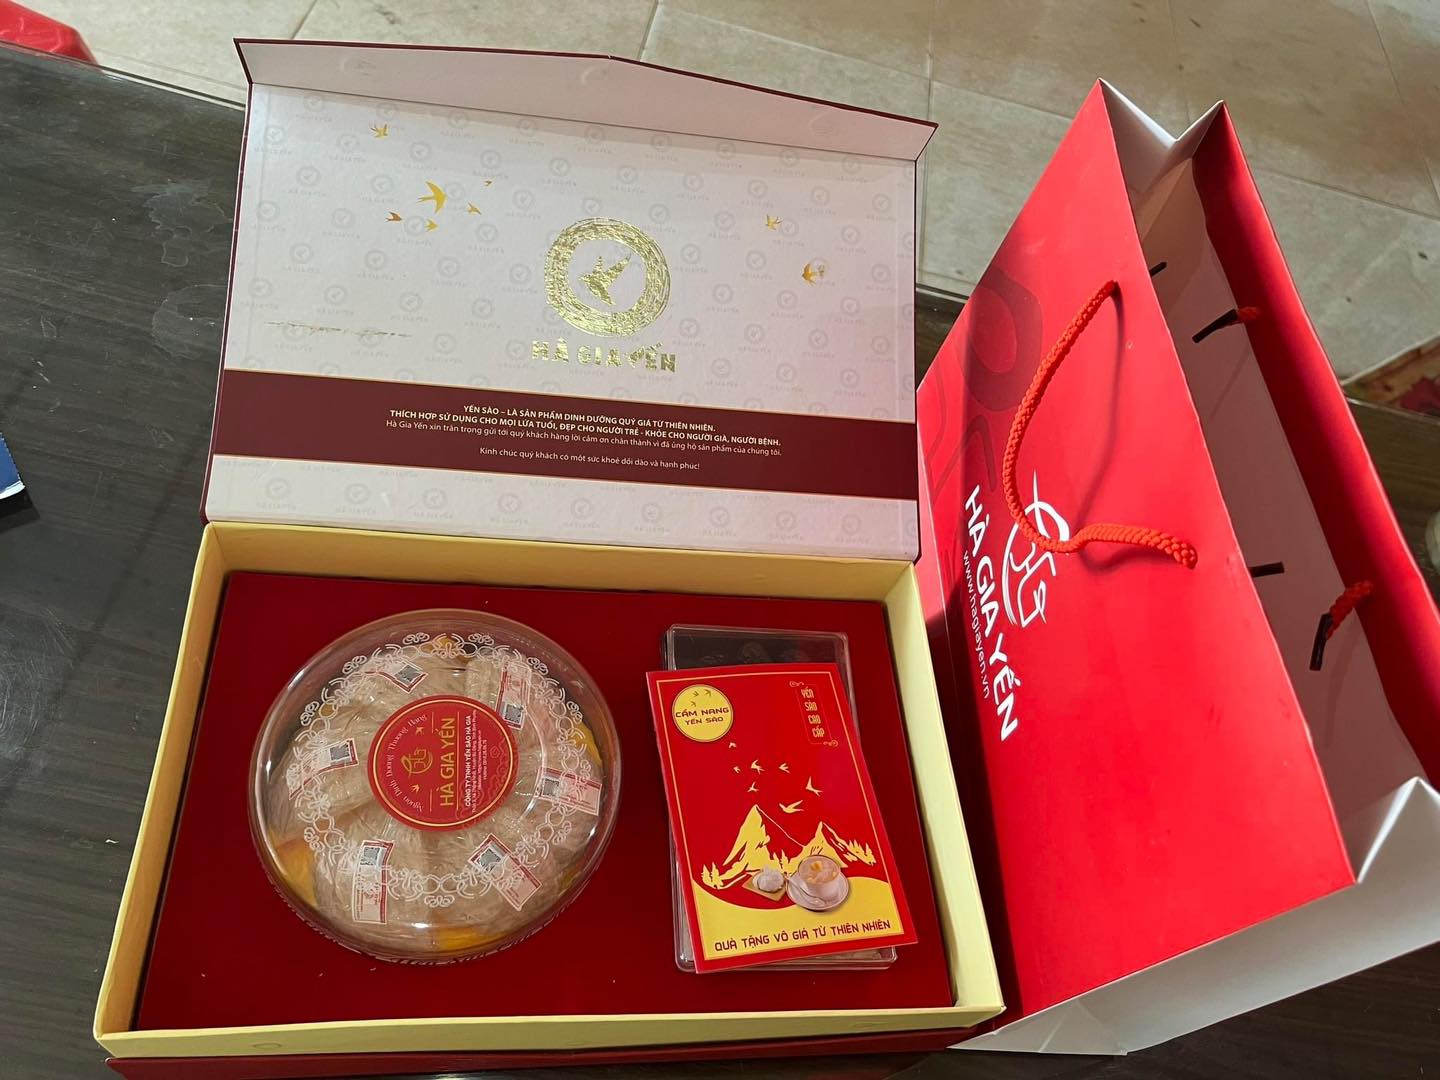 HÀ GIA YẾN
YẾN SÀO – LÀ SẢN PHẨM DINH DƯỠNG QUÝ GIÁ TỪ THIÊN NHIÊN.
THÍCH HỢP SỬ DỤNG CHO MỌI LỨA TUỔI, ĐẸP CHO NGƯỜI TRẺ - KHỎE CHO NGƯỜI GIÀ, NGƯỜI BỆNH.
Hà Gia Yến xin trân trọng gửi tới quý khách hàng lời cảm ơn chân thành vì đã ủng hộ sản phẩm của chúng tôi.
Kính chúc quý khách có một sức khoẻ dồi dào và hạnh phúc!
HÀ GIA YẾN
CÔNG TY TNHH YẾN SÀO HÀ GIA
CẨM NANG
YẾN SÀO
YẾN
SÀO
CAO
CẤP
QUÀ TẶNG VÔ GIÁ TỪ THIÊN NHIÊN
HÀ GIA YẾN
www.hagiayen.vn